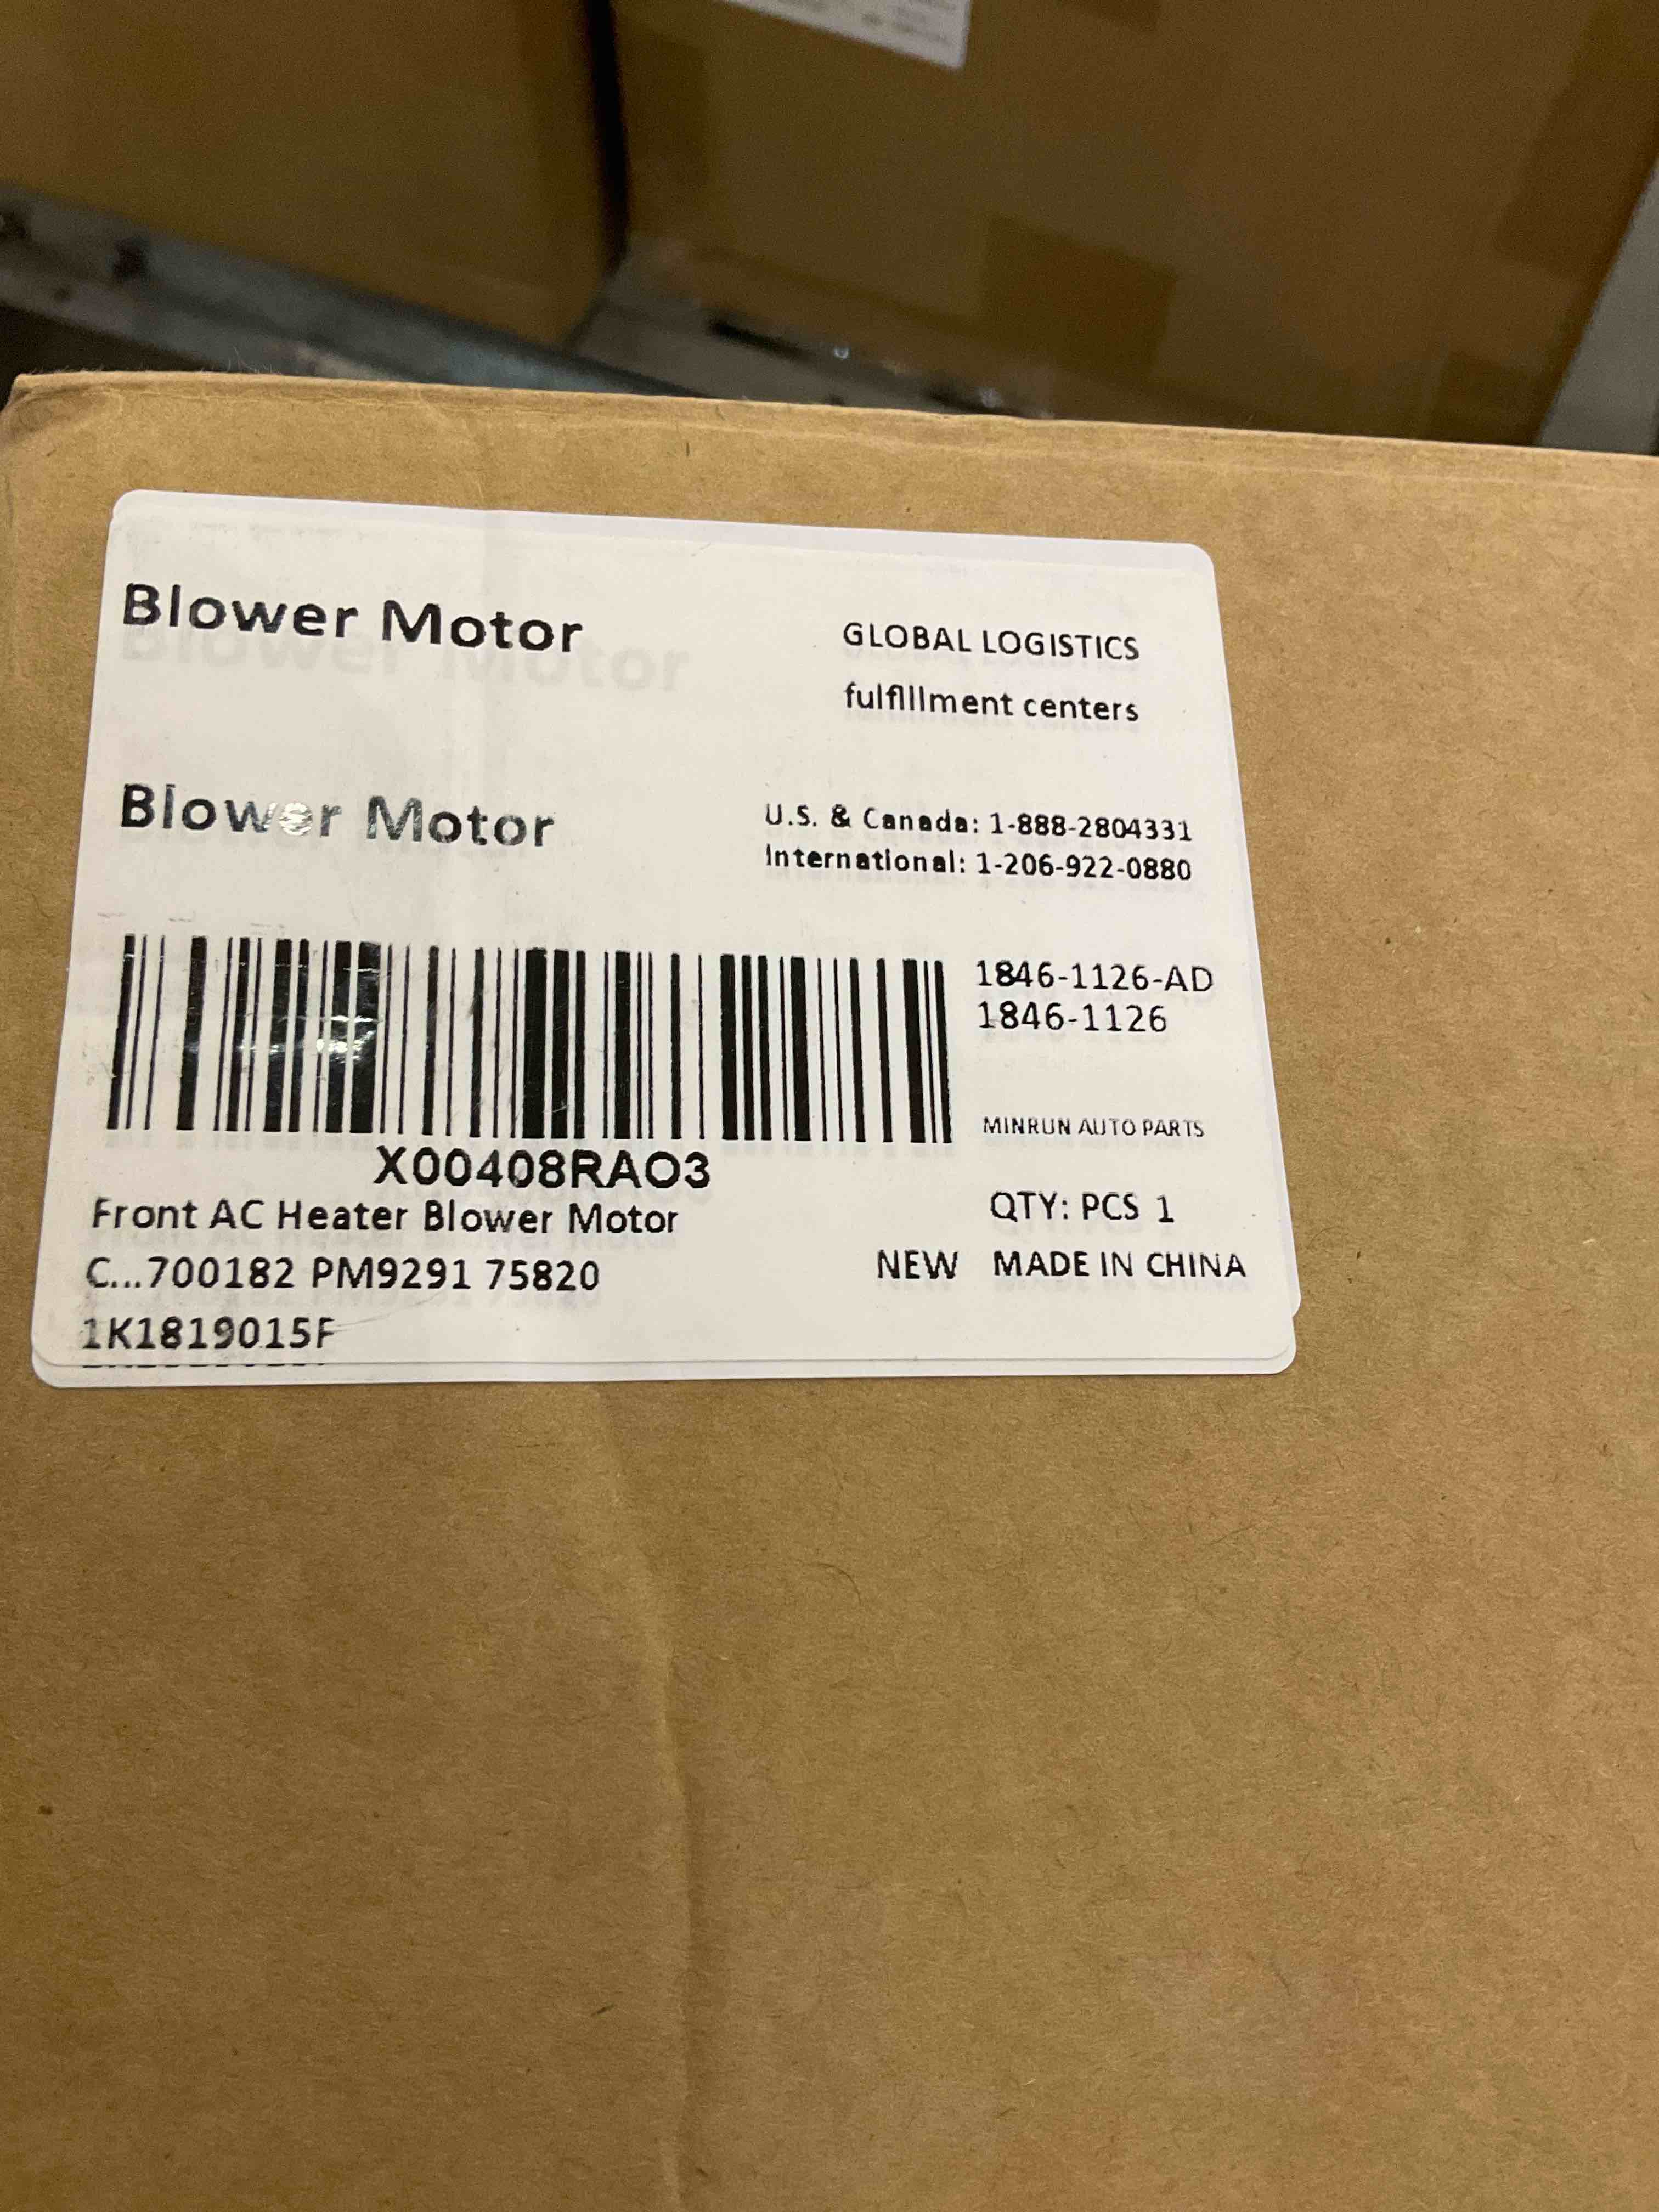 Blower Motor
GLOBAL LOGISTICS
fulfillment centers
Blower Motor
U.S. & Canada: 1-888-2804331
International: 1-206-922-0880
1846-1126-AD
1846-1126
MINRUN AUTO PARTS
X00408RAO3
Front AC Heater Blower Motor
QTY: PCS 1
C...700182 PM9291 75820
NEW MADE IN CHINA
1K1819015F